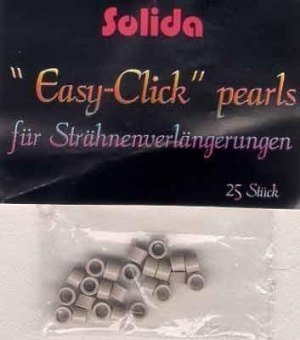 Solida
"Easy-Click" pearls
für Strähnenverlängerungen
25 Stück